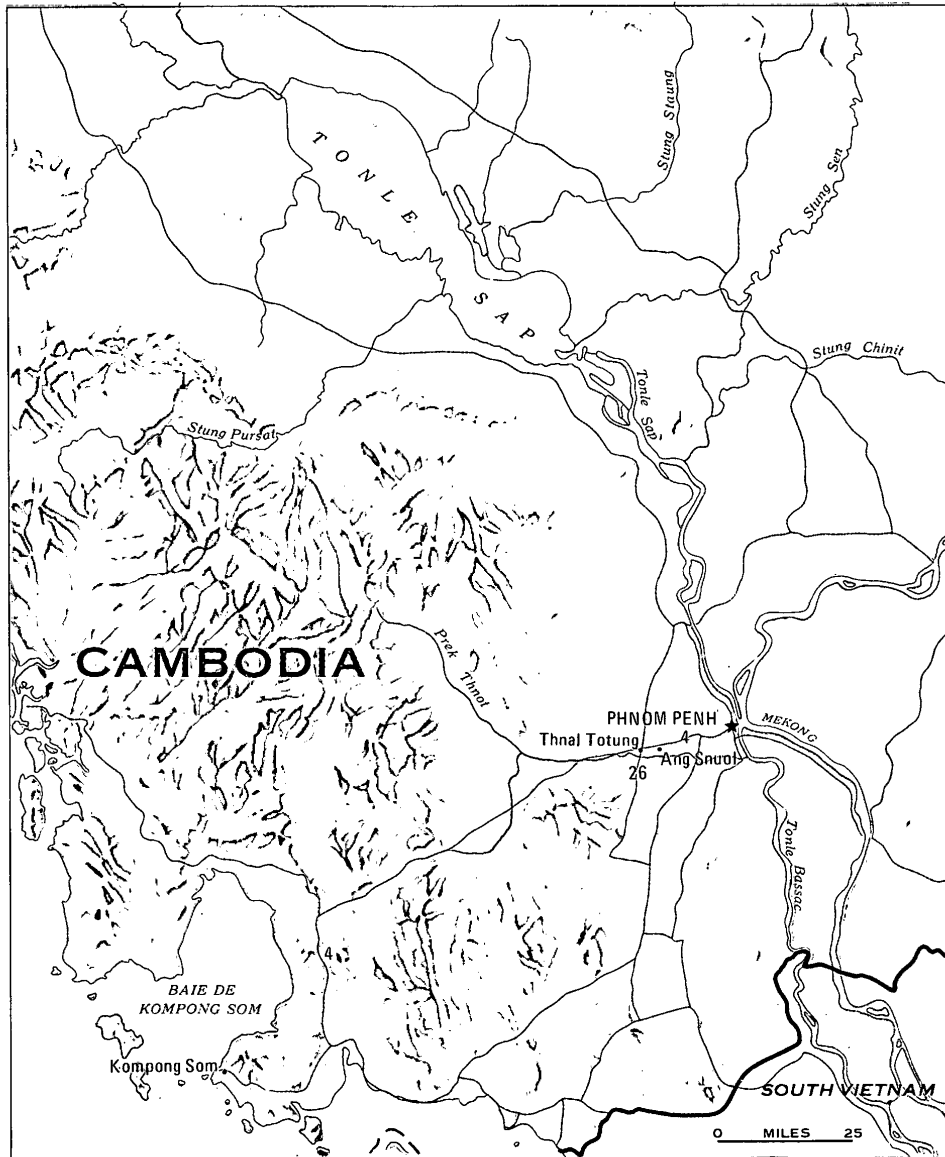 TONLE SAP
Stung Staung
Stung Sen
Stung Chinit
Tonle Sap
Stung Pursat
Prek Thnot
CAMBODIA
PHNOM PENH
MEKONG
Thnal Totung
4
Ang Snuol
26
Tonle Bassac
4
BAIE DE
KOMPONG SOM
Kompong Som
SOUTH VIETNAM
0 MILES 25